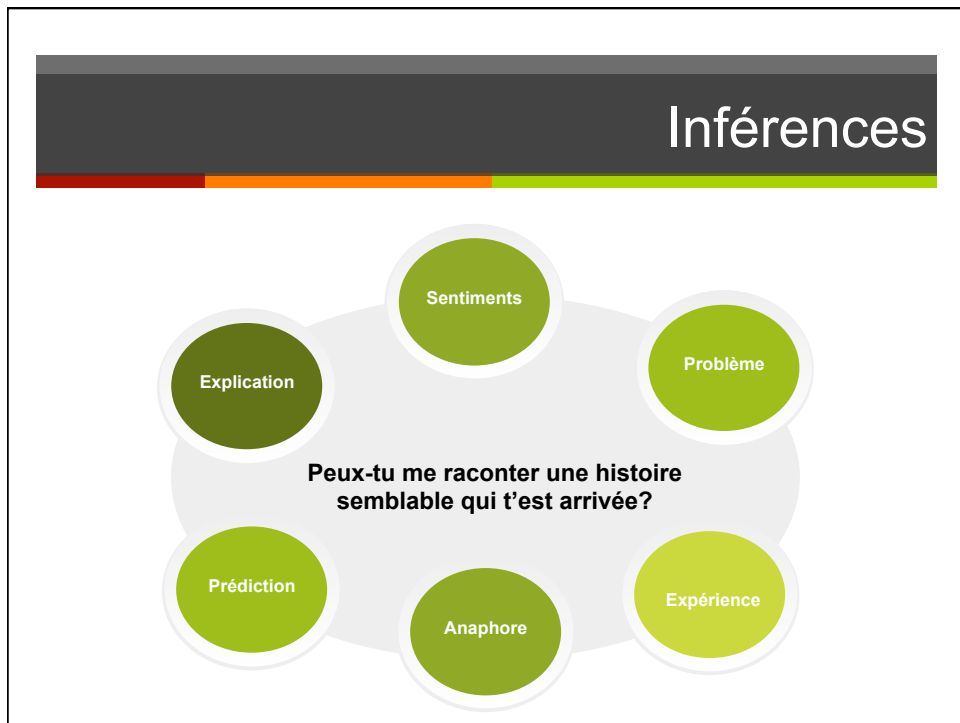 Inférences
Sentiments
Problème
Explication
Peux-tu me raconter une histoire
semblable qui t'est arrivée?
Prédiction
Expérience
Anaphore